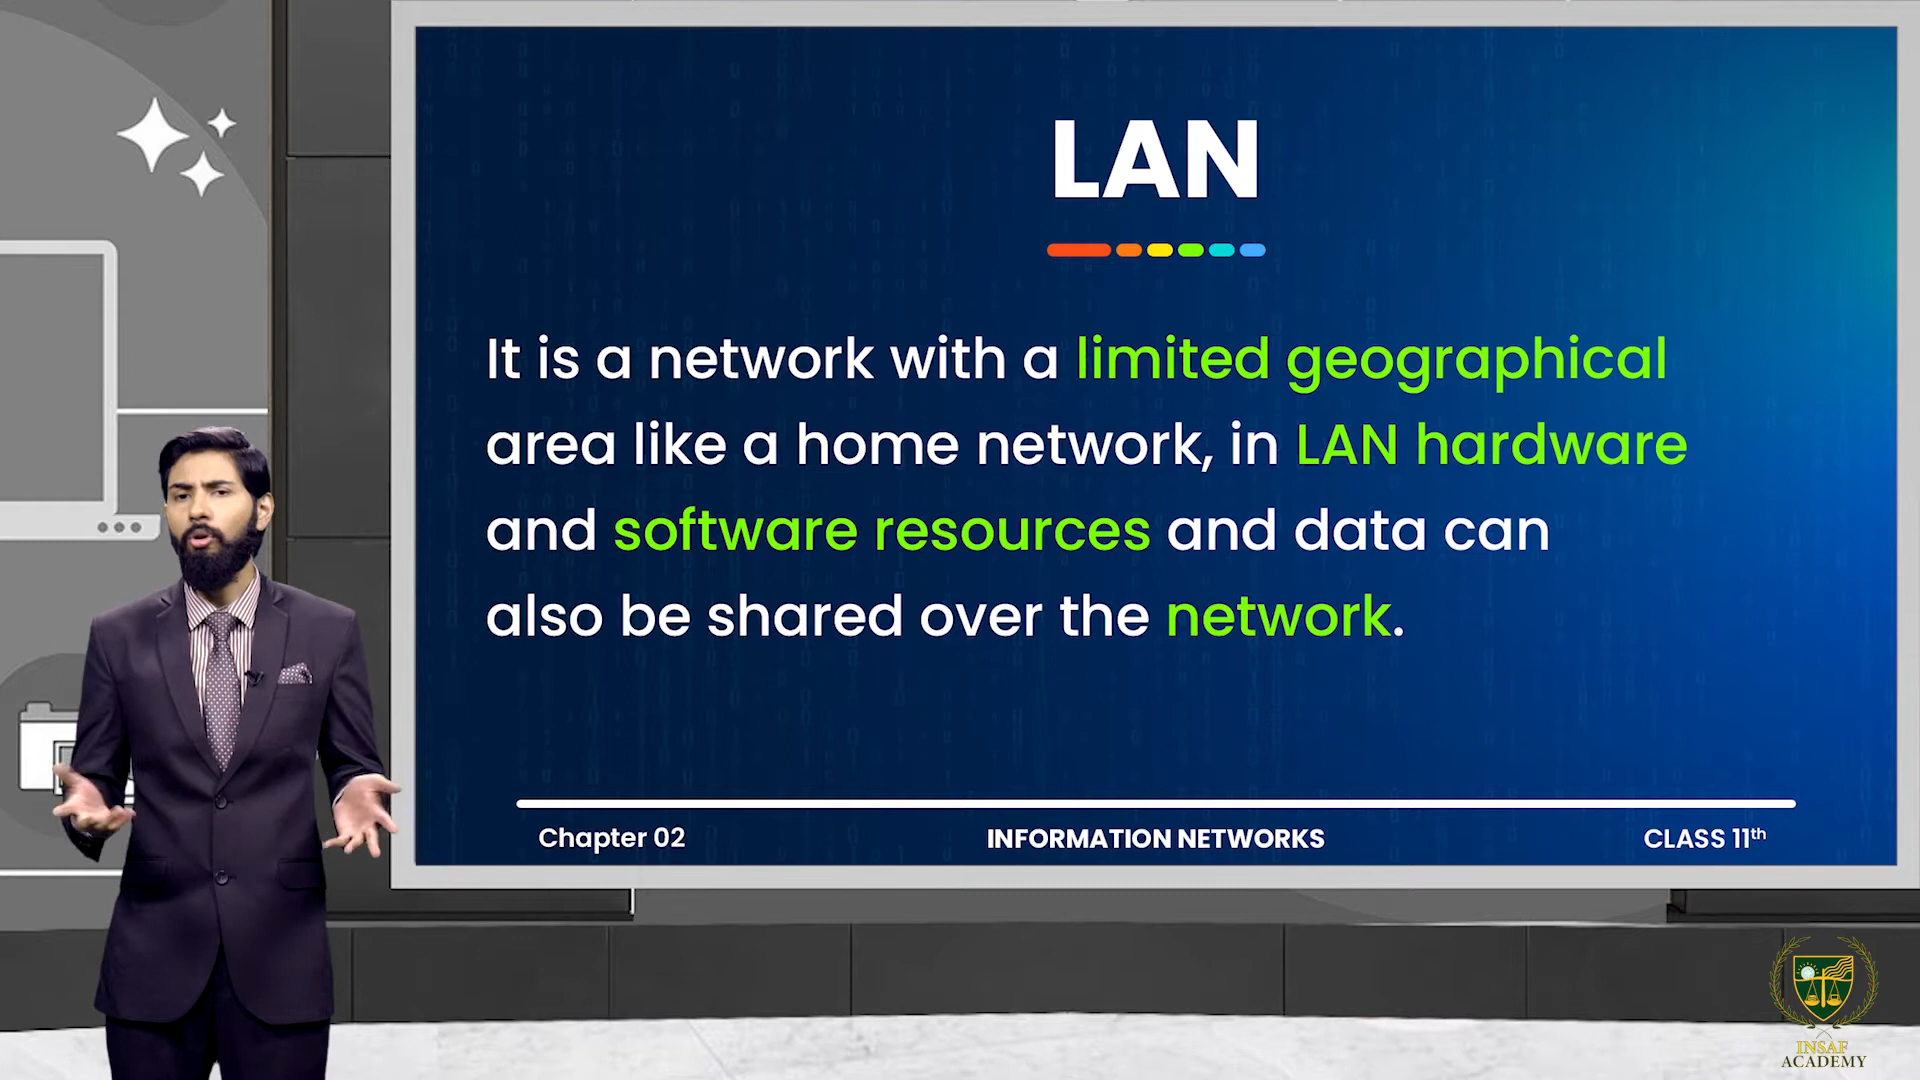 LAN
It is a network with a limited geographical
area like a home network, in LAN hardware
and software resources and data can
also be shared over the network.
Chapter 02
INFORMATION NETWORKS
CLASS 11th
INSAF
ACADEMY